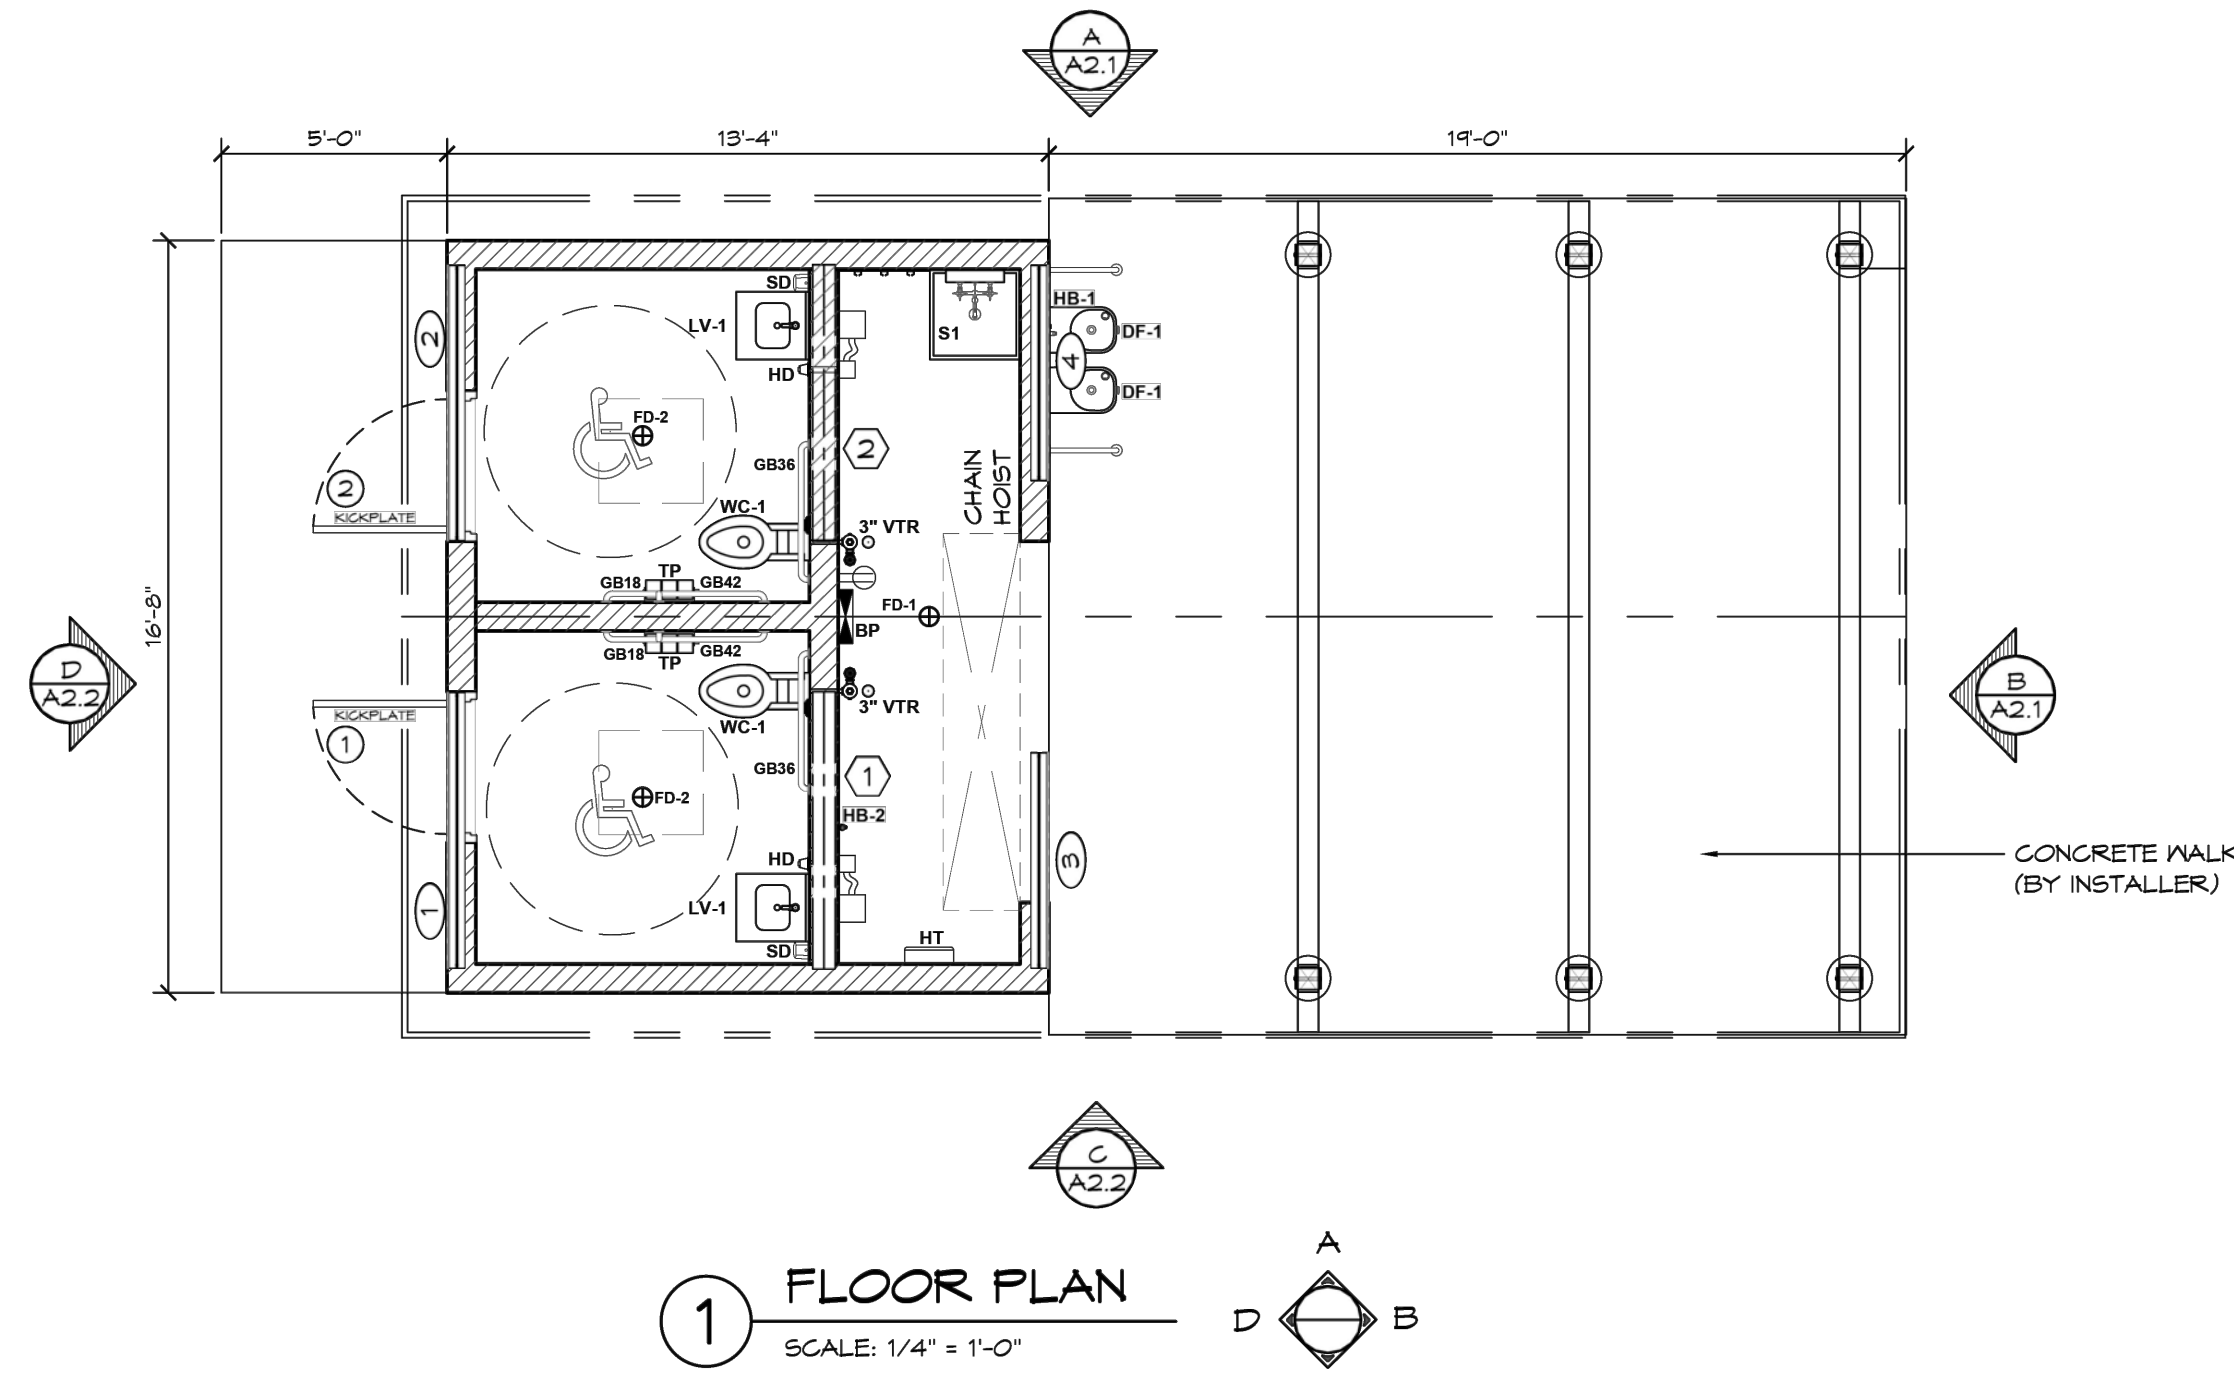 A
A2.1
5'-0"
13'-4"
19'-0"
16'-8"
SD
LV-1
HD
S1
HB-1
DF-1
4
DF-1
2
FD-2
GB36
2
CHAIN
HOIST
2
KICKPLATE
WC-1
3" VTR
TP
GB18
GB42
FD-1
BP
GB18
TP
GB42
D
A2.2
B
A2.1
KICKPLATE
1
WC-1
3" VTR
GB36
1
FD-2
HB-2
HD
3
CONCRETE WALK
(BY INSTALLER)
LV-1
1
SD
HT
C
A2.2
1
FLOOR PLAN
SCALE: 1/4" = 1'-0"
A
D
B